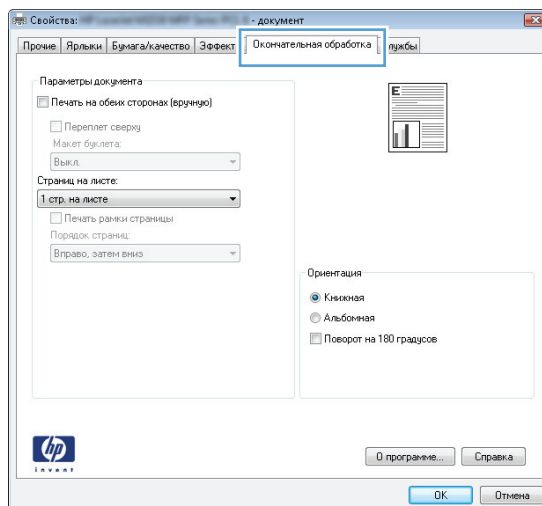 Свойства: - документ
Прочие Ярлыки Бумага/качество Эффект Окончательная обработка лужбы
Параметры документа
Печать на обеих сторонах (вручную)
Переплет сверху
Макет буклета:
Выкл.
Страниц на листе:
1 стр. на листе
Печать рамки страницы
Порядок страниц:
Вправо, затем вниз
E
Ориентация
Книжная
Альбомная
Поворот на 180 градусов
hp
invent
О программе... Справка
OK Отмена